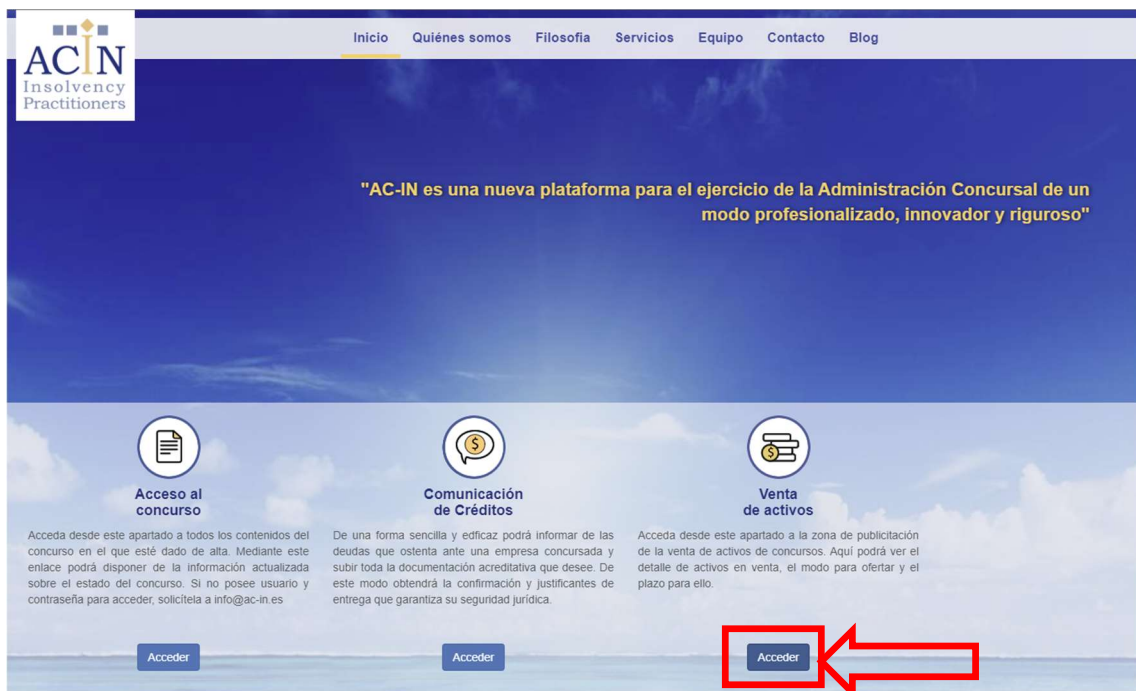 ACIN
Insolvency
Practitioners
Inicio Quiénes somos Filosofia Servicios Equipo Contacto Blog
"AC-IN es una nueva plataforma para el ejercicio de la Administración Concursal de un
modo profesionalizado, innovador y riguroso"
Acceso al
concurso
Acceda desde este apartado a todos los contenidos del
concurso en el que esté dado de alta. Mediante este
enlace podrá disponer de la información actualizada
sobre el estado del concurso. Si no posee usuario y
contraseña para acceder, solicítela a info@ac-in.es
Acceder
Comunicación
de Créditos
De una forma sencilla y edficaz podrá informar de las
deudas que ostenta ante una empresa concursada y
subir toda la documentación acreditativa que desee. De
este modo obtendrá la confirmación y justificantes de
entrega que garantiza su seguridad jurídica.
Acceder
Venta
de activos
Acceda desde este apartado a la zona de publicitación
de la venta de activos de concursos. Aquí podrá ver el
detalle de activos en venta, el modo para ofertar y el
plazo para ello.
Acceder